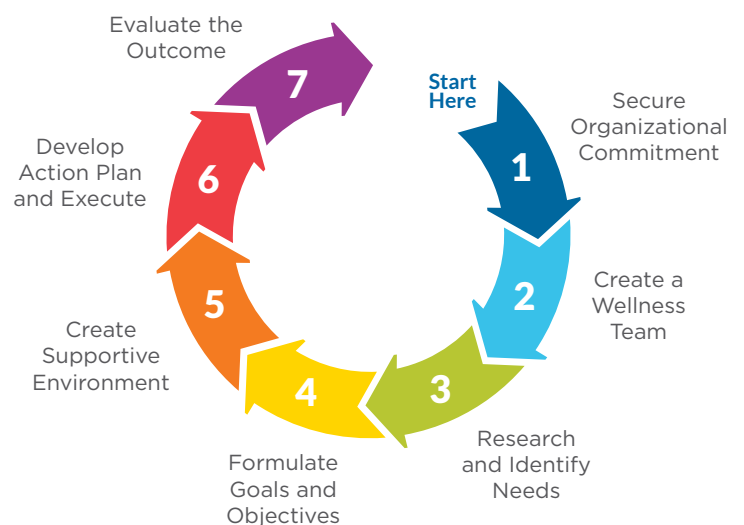 Start
Here
1
Secure
Organizational
Commitment
2
Create a
Wellness
Team
3
Research
and Identify
Needs
4
Formulate
Goals and
Objectives
5
Create
Supportive
Environment
6
Develop
Action Plan
and Execute
7
Evaluate the
Outcome